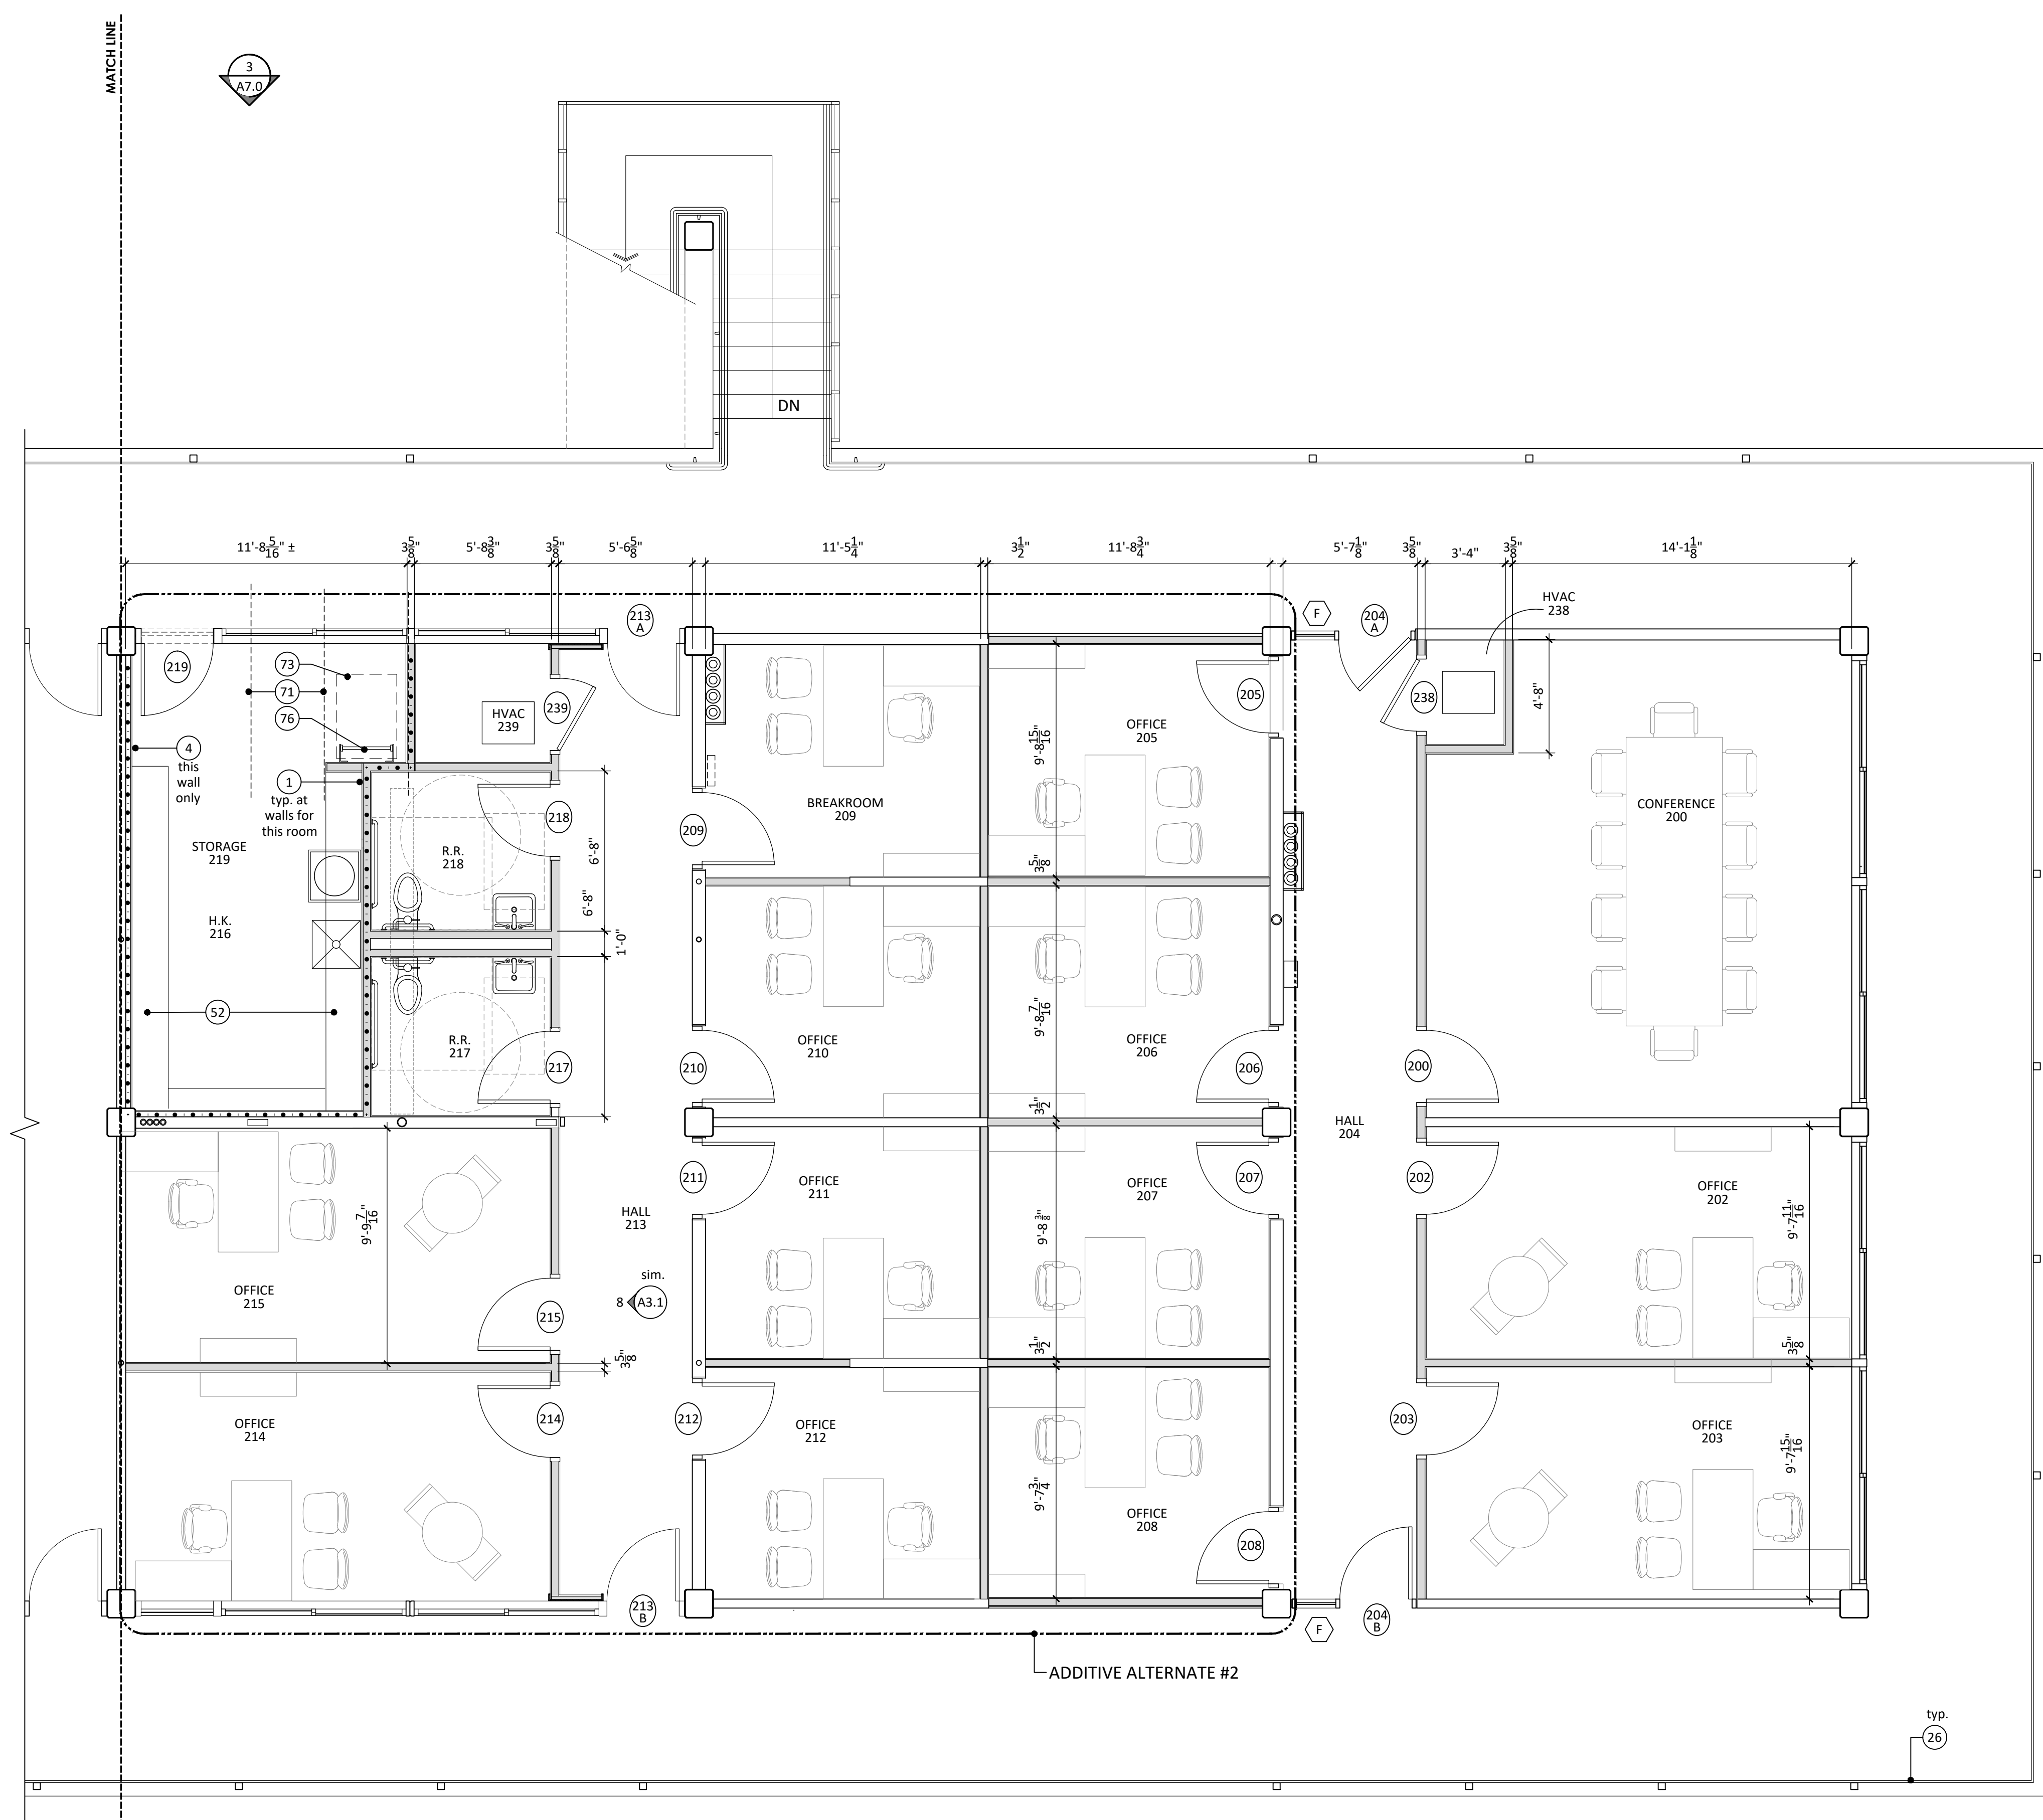 MATCH LINE
3
A7.0
DN
11'-8 5/16" ±
3 5/8"
5'-8 3/8"
3 5/8"
5'-6 5/8"
11'-5 1/4"
3 1/2"
11'-8 3/4"
5'-7 1/8"
3 5/8"
3'-4"
3 5/8"
14'-1 1/8"
HVAC
238
213
A
F
204
A
219
73
71
76
239
HVAC
239
205
238
4'-8"
OFFICE
205
9'-8 15/16"
4
this
wall
only
1
typ. at
walls for
this room
218
209
BREAKROOM
209
CONFERENCE
200
STORAGE
219
R.R.
218
6'-8"
3 5/8"
6'-8"
H.K.
216
1'-0"
52
R.R.
217
217
210
OFFICE
210
9'-8 7/16"
OFFICE
206
206
200
3 1/2"
HALL
204
211
OFFICE
211
OFFICE
207
207
202
OFFICE
202
9'-9 7/16"
HALL
213
9'-8 3/8"
9'-7 11/16"
OFFICE
215
215
sim.
8
A3.1
3 5/8"
3 1/2"
3 5/8"
OFFICE
214
214
212
OFFICE
212
203
OFFICE
203
9'-7 3/4"
9'-7 15/16"
OFFICE
208
208
213
B
F
204
B
ADDITIVE ALTERNATE #2
typ.
26